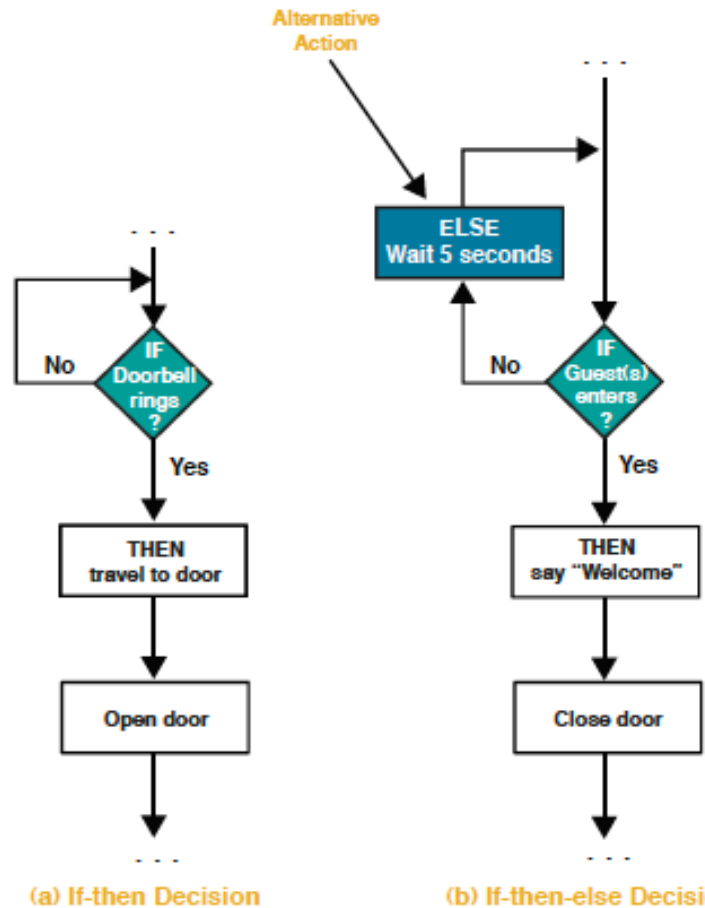 Alternative
Action
- - -
ELSE
Wait 5 seconds
- - -
No
IF
Doorbell
rings
?
No
IF
Guest(s)
enters
?
Yes
Yes
THEN
travel to door
THEN
say “Welcome”
Open door
Close door
- - -
- - -
(a) If-then Decision
(b) If-then-else Decisi